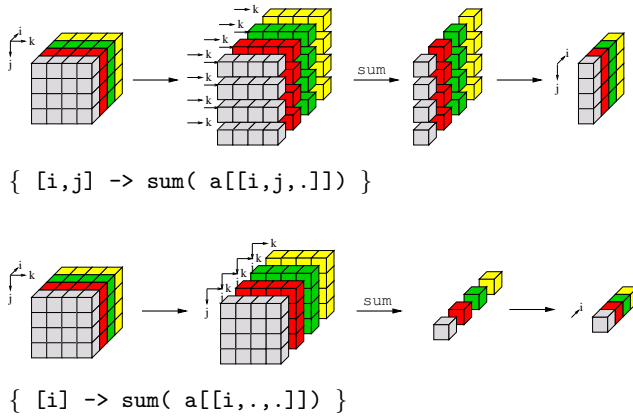 k
k
k
k
i
k
j
k
k
k
k
sum
i
j
{ [i,j] -> sum( a[[i,j,.]]) }
i
k
j
k
k
k
k
j
sum
i
{ [i] -> sum( a[[i,.,.]]) }